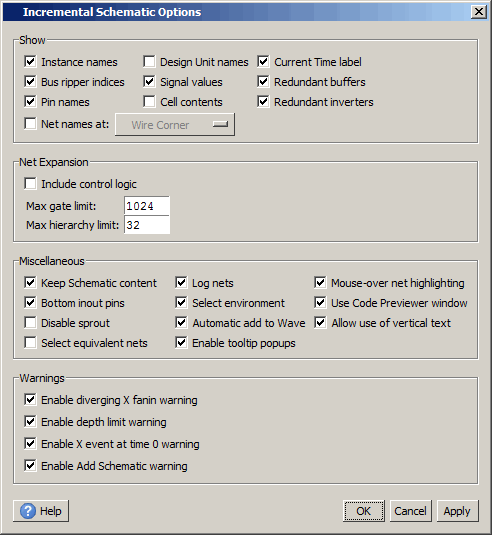 Incremental Schematic Options
Show
Instance names Design Unit names Current Time label
Bus ripper indices Signal values Redundant buffers
Pin names Cell contents Redundant inverters
Net names at: Wire Corner
Net Expansion
Include control logic
Max gate limit: 1024
Max hierarchy limit: 32
Miscellaneous
Keep Schematic content Log nets Mouse-over net highlighting
Bottom inout pins Select environment Use Code Previewer window
Disable sprout Automatic add to Wave Allow use of vertical text
Select equivalent nets Enable tooltip popups
Warnings
Enable diverging X fanin warning
Enable depth limit warning
Enable X event at time 0 warning
Enable Add Schematic warning
? Help OK Cancel Apply